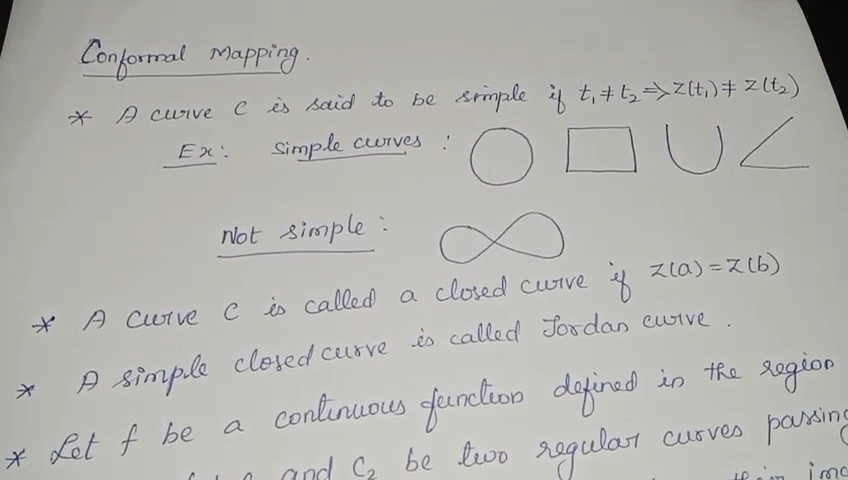 Conformal Mapping.
* A curve C is said to be simple if t₁ ≠ t₂ ⇒ z(t₁) ≠ z(t₂)
Ex: Simple curves :
Not simple :
* A curve C is called a closed curve if z(a) = z(b)
* A simple closed curve is called Jordan curve.
* Let f be a continuous function defined in the region
and C₂ be two regular curves passing